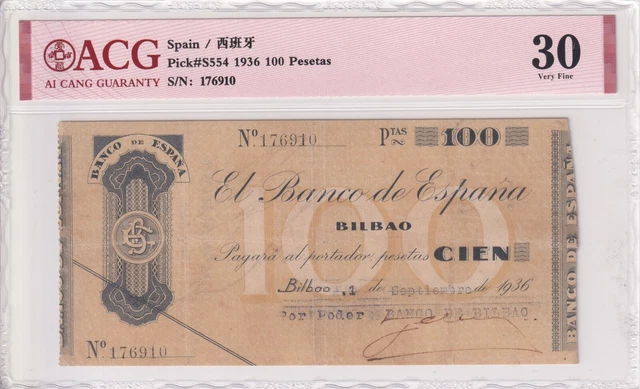 ACG
AI CANG GUARANTY
Spain / 西班牙
Pick#S554 1936 100 Pesetas
S/N: 176910
30
Very Fine
Nº 176910
PTAS 100
BANCO DE ESPAÑA
100
El Banco de España
BILBAO
Pagará al portador, pesetas CIEN
Bilbao, 1 de Septiembre de 1936
Por Poder BANCO DE BILBAO.
Nº 176910
BANCO DE ESPAÑA